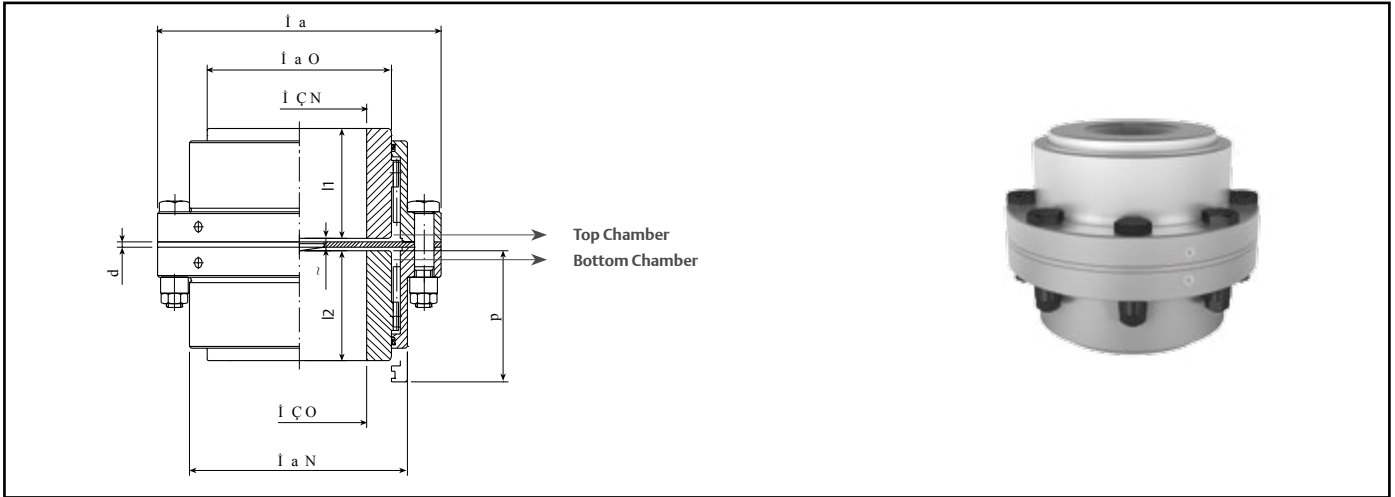 Î a
Î a O
Î Ç N
l1
Top Chamber
Bottom Chamber
d
~
l2
p
Î Ç O
Î a N